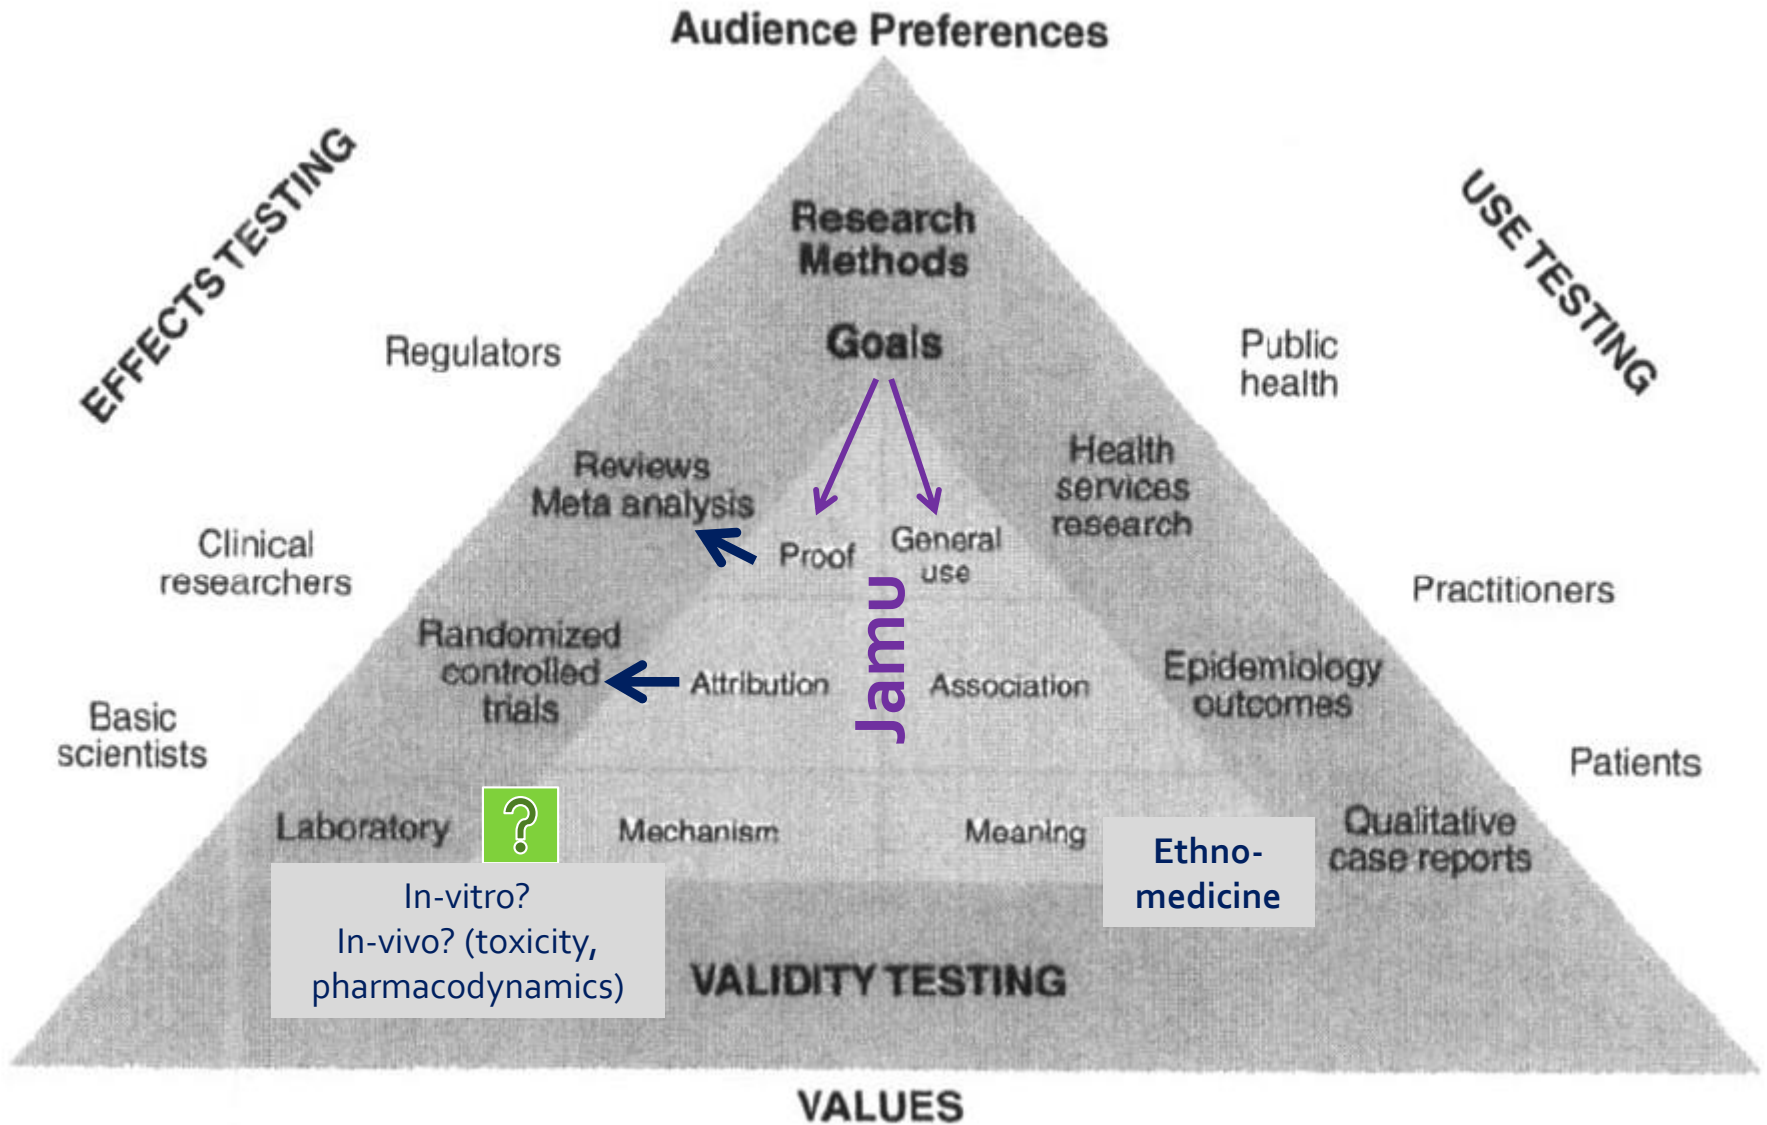 Audience Preferences
EFFECTS TESTING
USE TESTING
Research
Methods
Goals
Regulators
Public
health
Reviews
Meta analysis
Health
services
research
Proof
General
use
Clinical
researchers
Practitioners
Jamu
Randomized
controlled
trials
Attribution
Association
Epidemiology
outcomes
Basic
scientists
Patients
Laboratory
?
Mechanism
Meaning
Ethno-
medicine
Qualitative
case reports
In-vitro?
In-vivo? (toxicity,
pharmacodynamics)
VALIDITY TESTING
VALUES